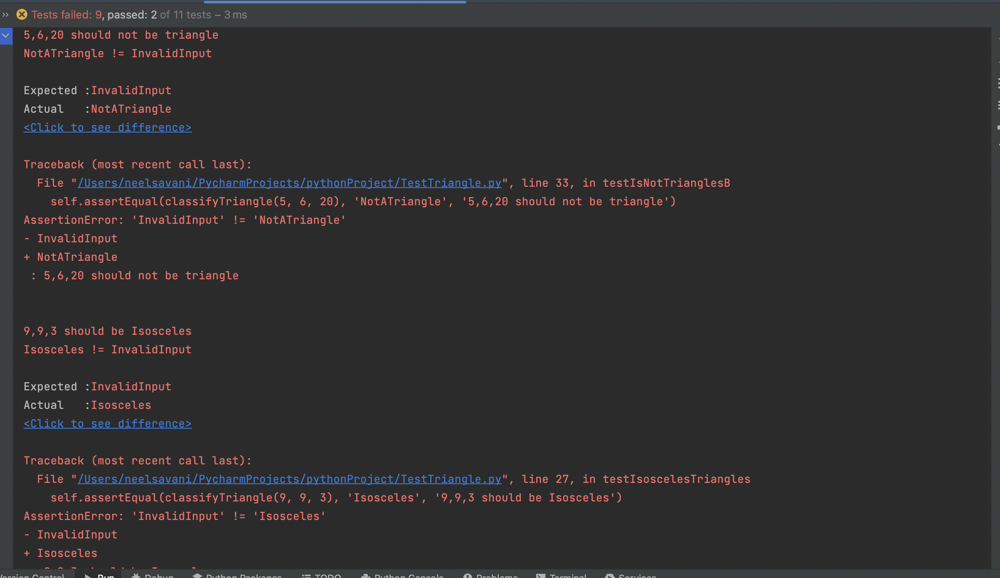 Tests failed: 9, passed: 2 of 11 tests – 3 ms
5,6,20 should not be triangle
NotATriangle != InvalidInput
Expected :InvalidInput
Actual   :NotATriangle
<Click to see difference>
Traceback (most recent call last):
  File "/Users/neelsavani/PycharmProjects/pythonProject/TestTriangle.py", line 33, in testIsNotTrianglesB
    self.assertEqual(classifyTriangle(5, 6, 20), 'NotATriangle', '5,6,20 should not be triangle')
AssertionError: 'InvalidInput' != 'NotATriangle'
- InvalidInput
+ NotATriangle
 : 5,6,20 should not be triangle
9,9,3 should be Isosceles
Isosceles != InvalidInput
Expected :InvalidInput
Actual   :Isosceles
<Click to see difference>
Traceback (most recent call last):
  File "/Users/neelsavani/PycharmProjects/pythonProject/TestTriangle.py", line 27, in testIsoscelesTriangles
    self.assertEqual(classifyTriangle(9, 9, 3), 'Isosceles', '9,9,3 should be Isosceles')
AssertionError: 'InvalidInput' != 'Isosceles'
- InvalidInput
+ Isosceles
Version Control Run Debug Python Packages TODO Python Console Problems Terminal Services